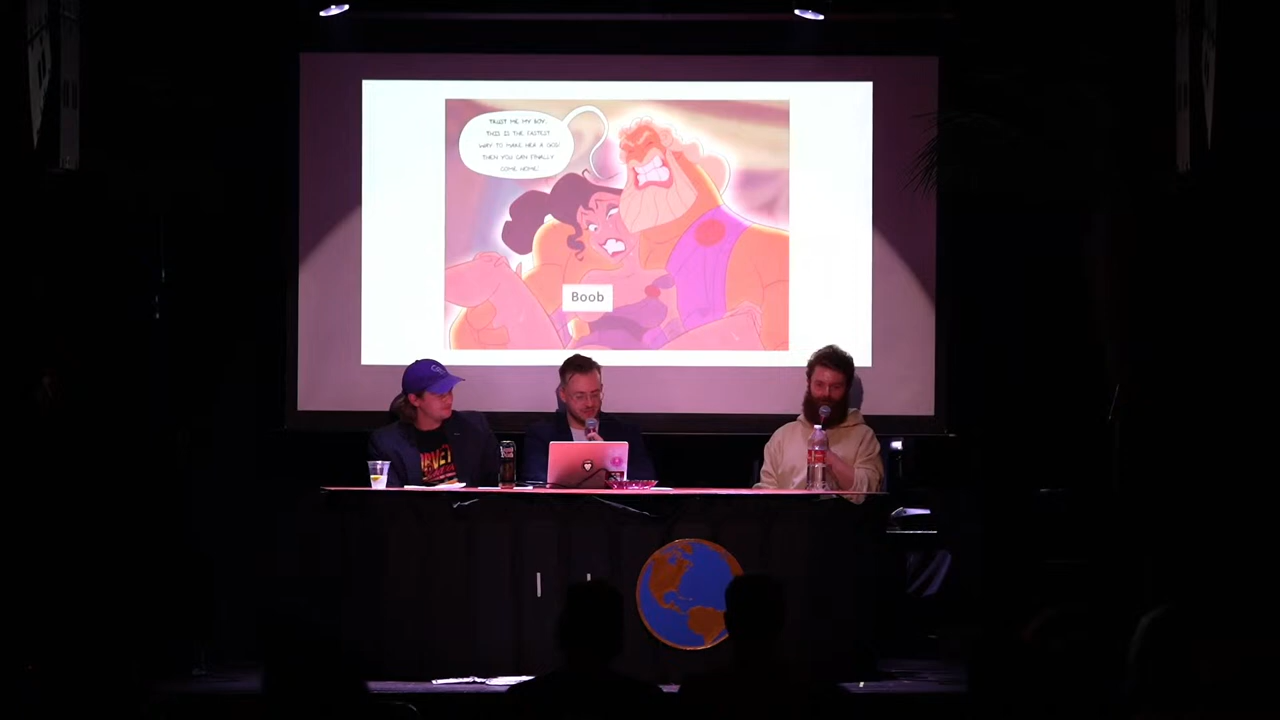 TRUST ME MY BOY.
THIS IS THE FASTEST
WAY TO MAKE HER A GOD!
THEN YOU CAN FINALLY
COME HOME!
Boob